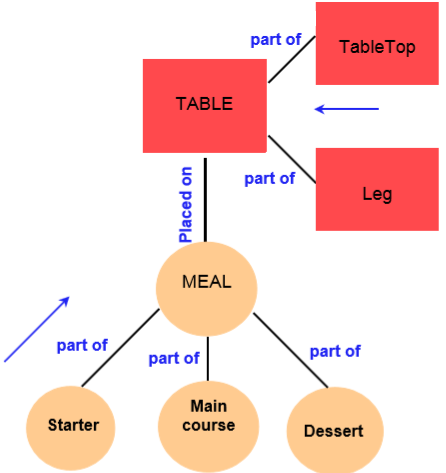 part of
TableTop
TABLE
part of
Leg
Placed on
MEAL
part of
part of
part of
Starter
Main
course
Dessert